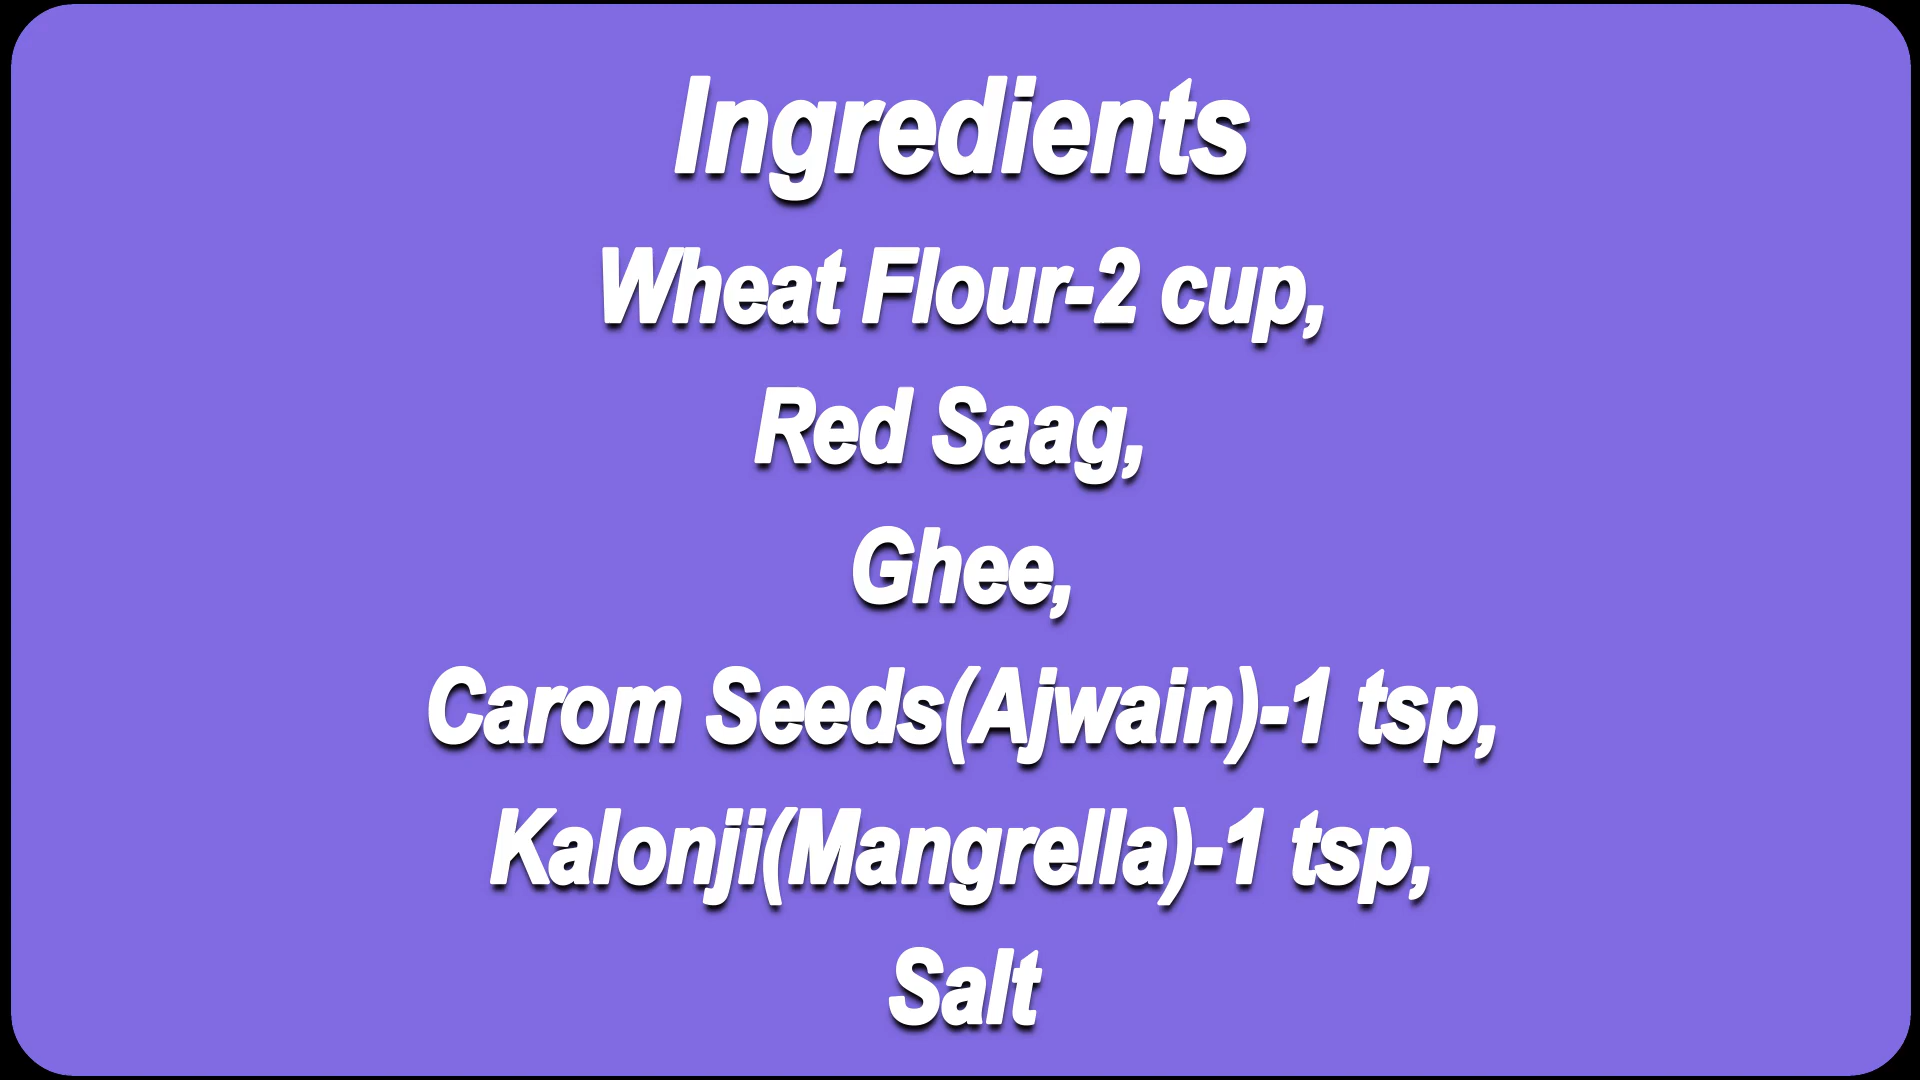 Ingredients
Wheat Flour-2 cup,
Red Saag,
Ghee,
Carom Seeds(Ajwain)-1 tsp,
Kalonji(Mangrella)-1 tsp,
Salt